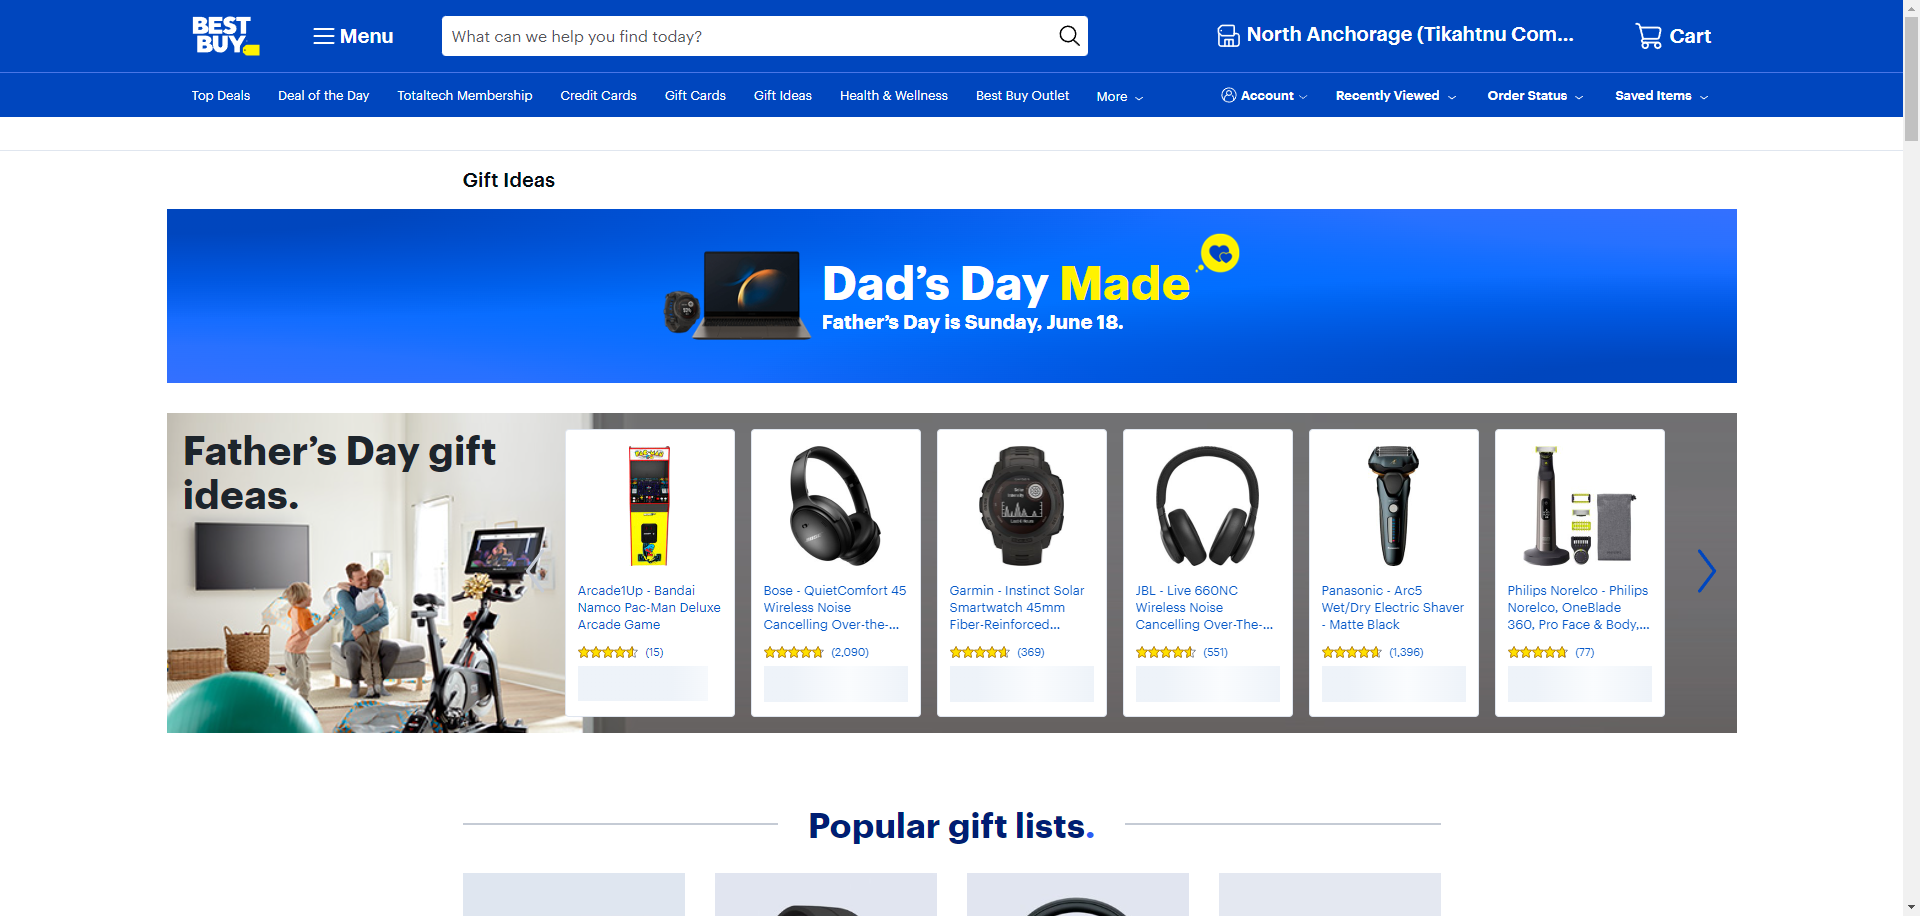 BEST
BUY
Menu
What can we help you find today?
North Anchorage (Tikahtnu Com...
Cart
Top Deals
Deal of the Day
Totaltech Membership
Credit Cards
Gift Cards
Gift Ideas
Health & Wellness
Best Buy Outlet
More
Account
Recently Viewed
Order Status
Saved Items
Gift Ideas
Dad's Day Made
Father's Day is Sunday, June 18.
Father's Day gift
ideas.
Arcade1Up - Bandai
Namco Pac-Man Deluxe
Arcade Game
(15)
Bose - QuietComfort 45
Wireless Noise
Cancelling Over-the-...
(2,090)
Garmin - Instinct Solar
Smartwatch 45mm
Fiber-Reinforced...
(369)
JBL - Live 660NC
Wireless Noise
Cancelling Over-The-...
(551)
Panasonic - Arc5
Wet/Dry Electric Shaver
- Matte Black
(1,396)
Philips Norelco - Philips
Norelco, OneBlade
360, Pro Face & Body,...
(77)
Popular gift lists.